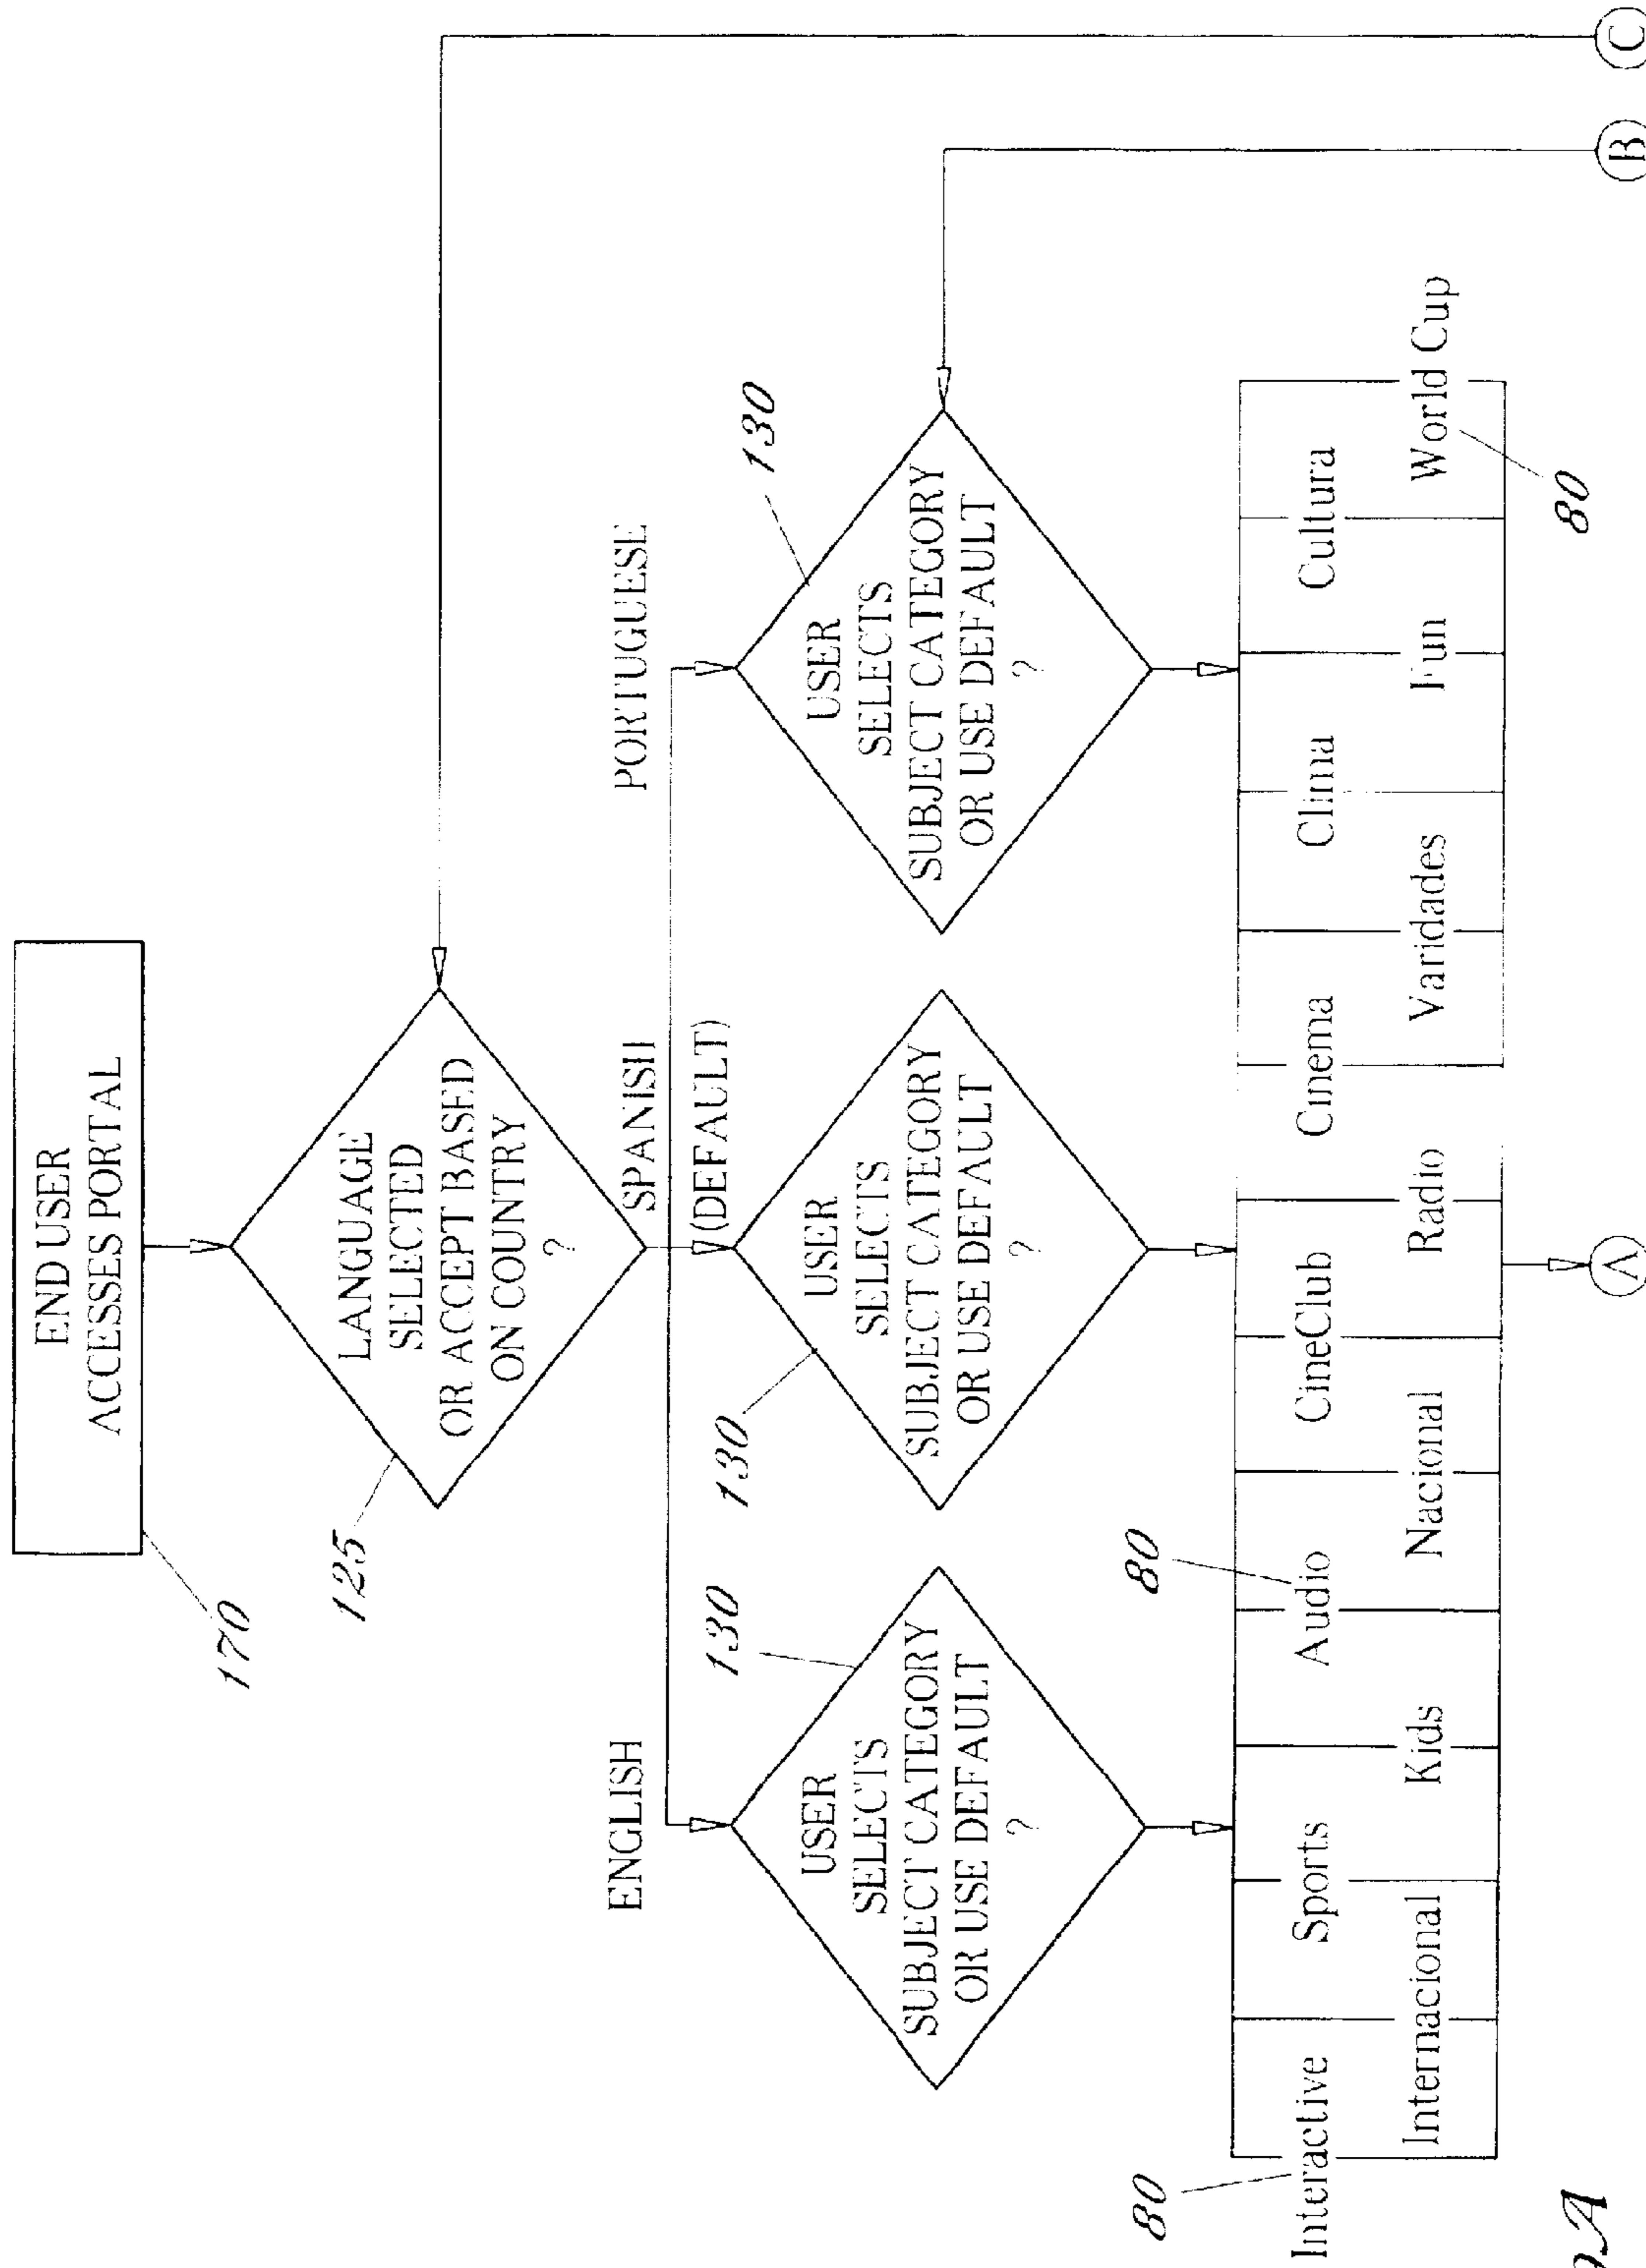 END USER
ACCESSES PORTAL
170
LANGUAGE
SELECTED
OR ACCEPT BASED
ON COUNTRY
?
125
ENGLISH
SPANISH
(DEFAULT)
PORTUGUESE
USER
SELECTS
SUBJECT CATEGORY
OR USE DEFAULT
?
130
USER
SELECTS
SUBJECT CATEGORY
OR USE DEFAULT
?
130
USER
SELECTS
SUBJECT CATEGORY
OR USE DEFAULT
?
130
80
80
Interactive Sports Audio CineClub Cinema Clima Cultura
Internacional Kids Nacional Radio Varidades Fun World Cup
80
A
B
C